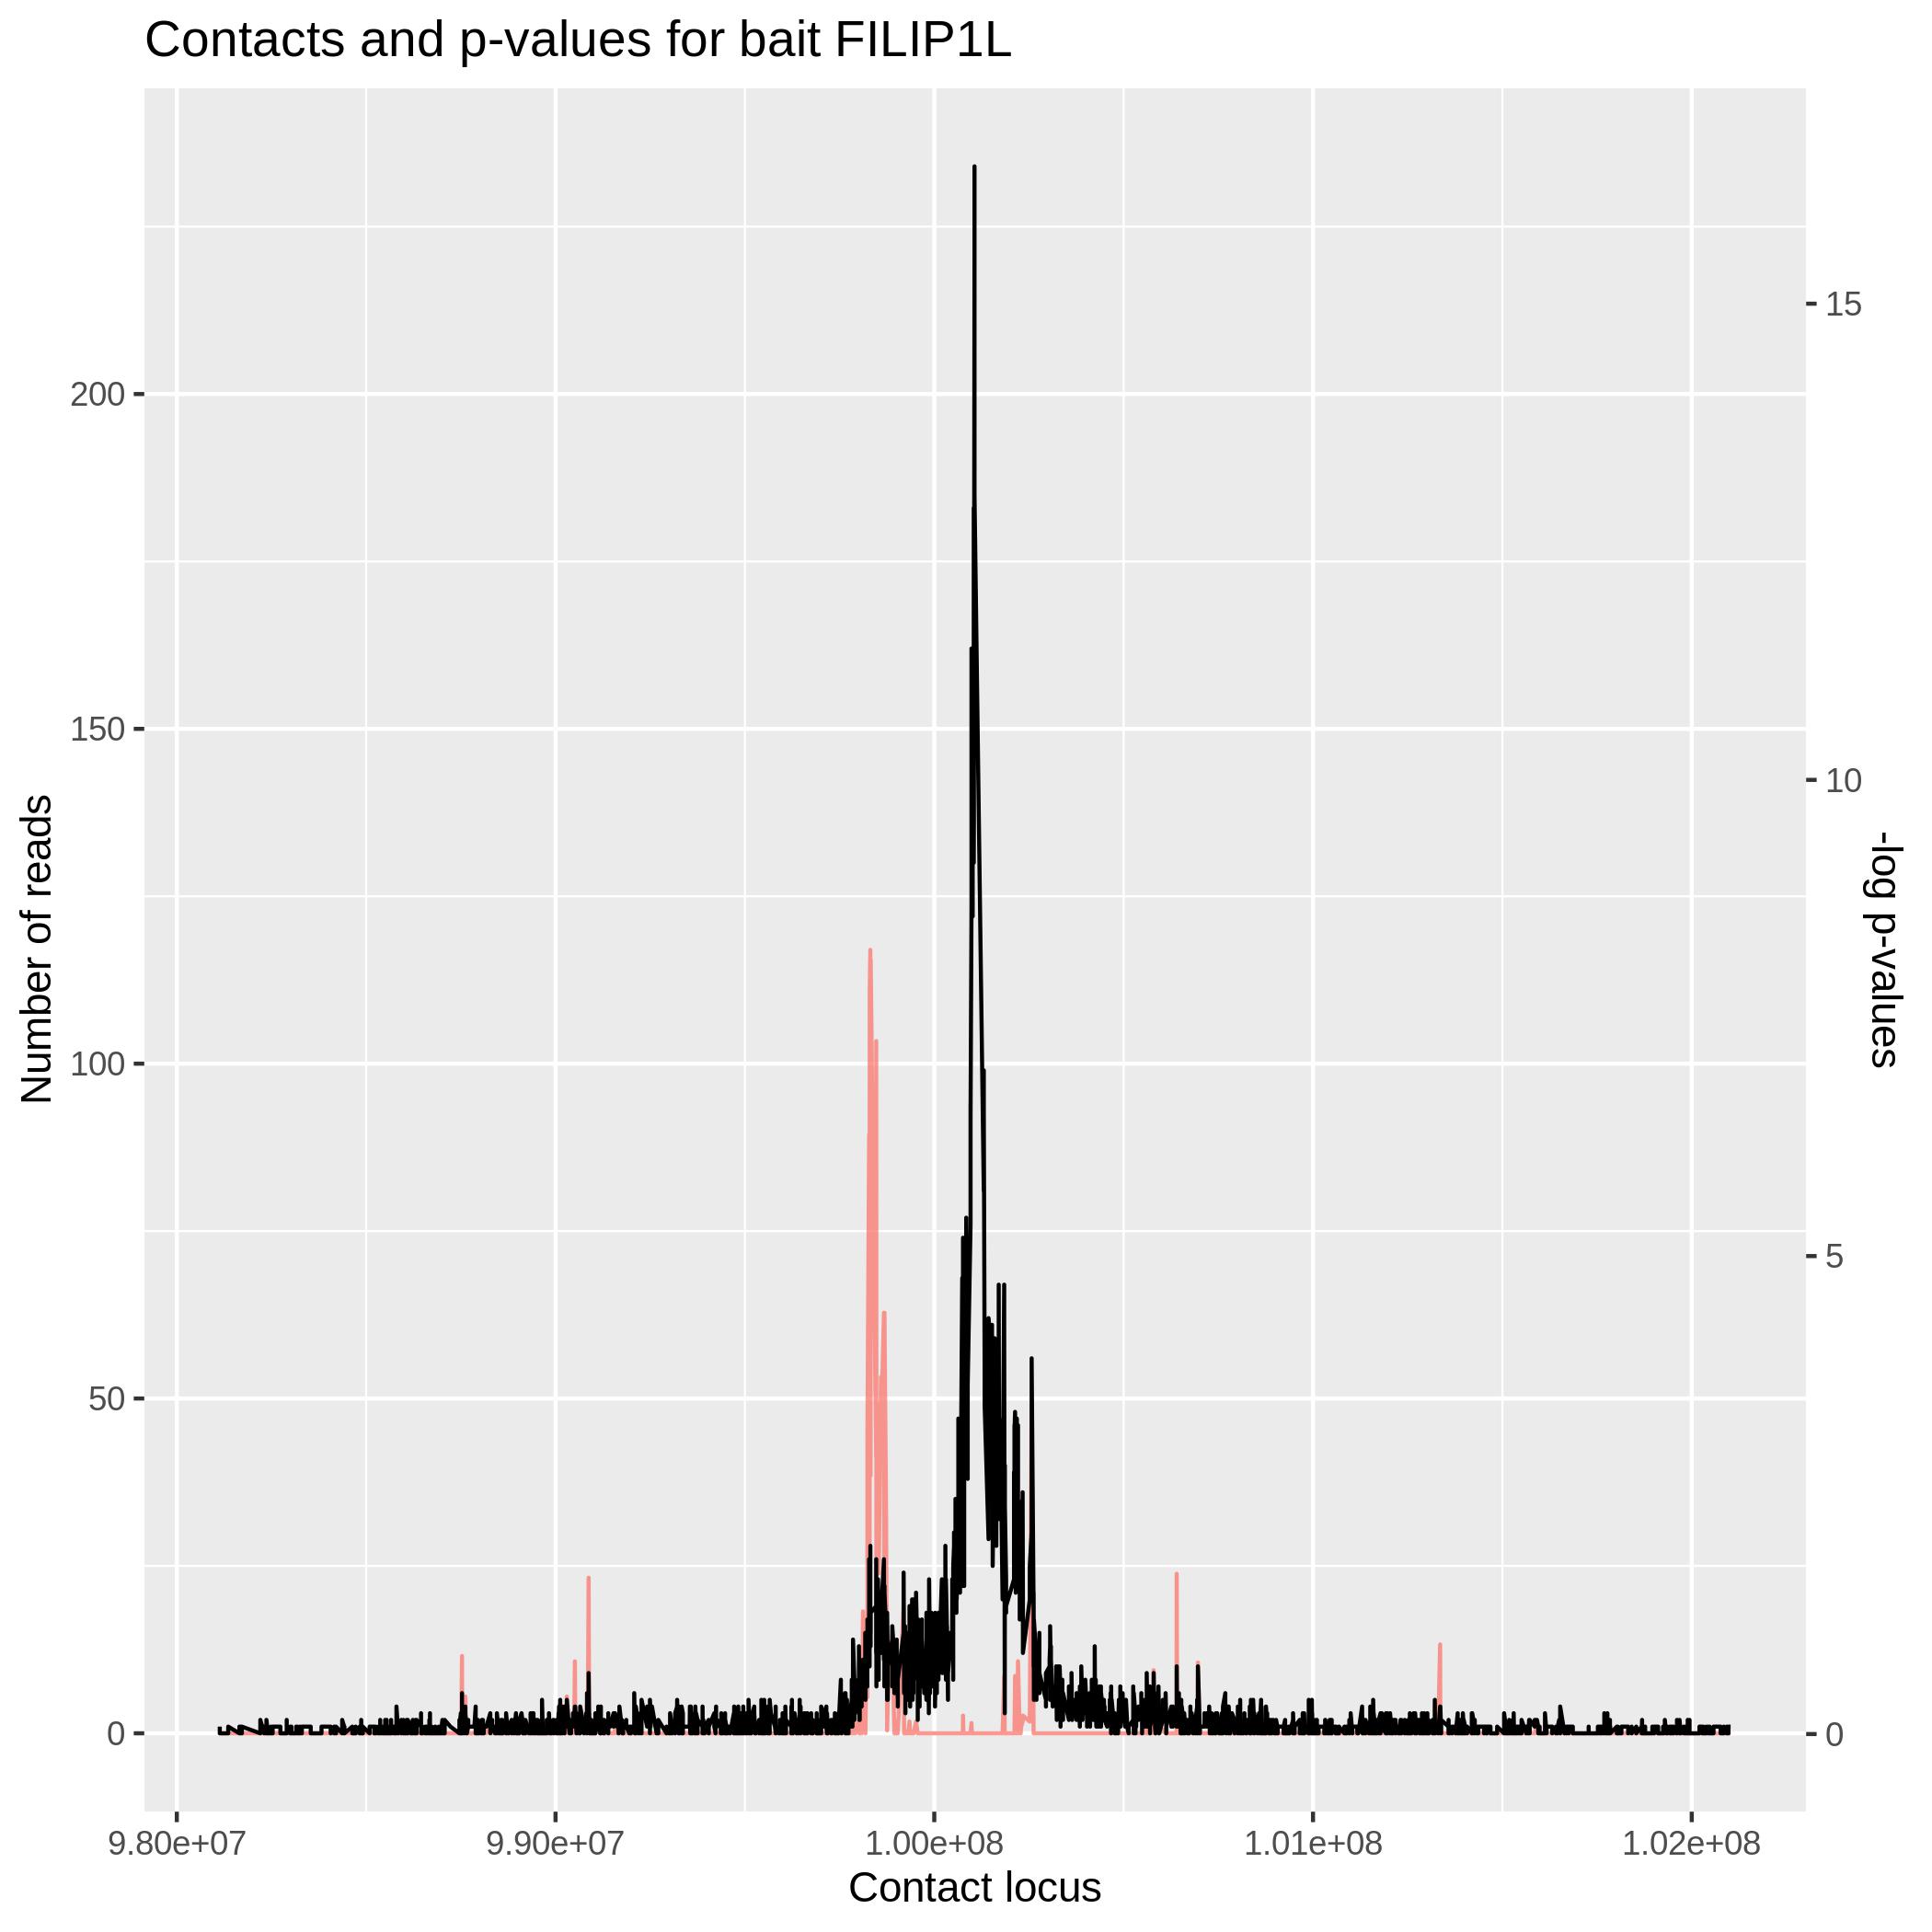 Contacts and p-values for bait FILIP1L
Number of reads
200
150
100
50
0
15
10
5
0
-log p-values
9.80e+07
9.90e+07
1.00e+08
1.01e+08
1.02e+08
Contact locus